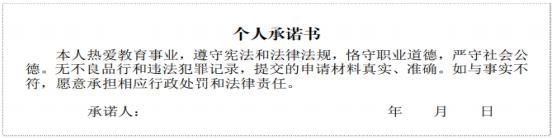 个人承诺书
本人热爱教育事业，遵守宪法和法律法规，恪守职业道德，严守社会公
德。无不良品行和违法犯罪记录，提交的申请材料真实、准确。如与事实不
符，愿意承担相应行政处罚和法律责任。
承诺人： 年 月 日